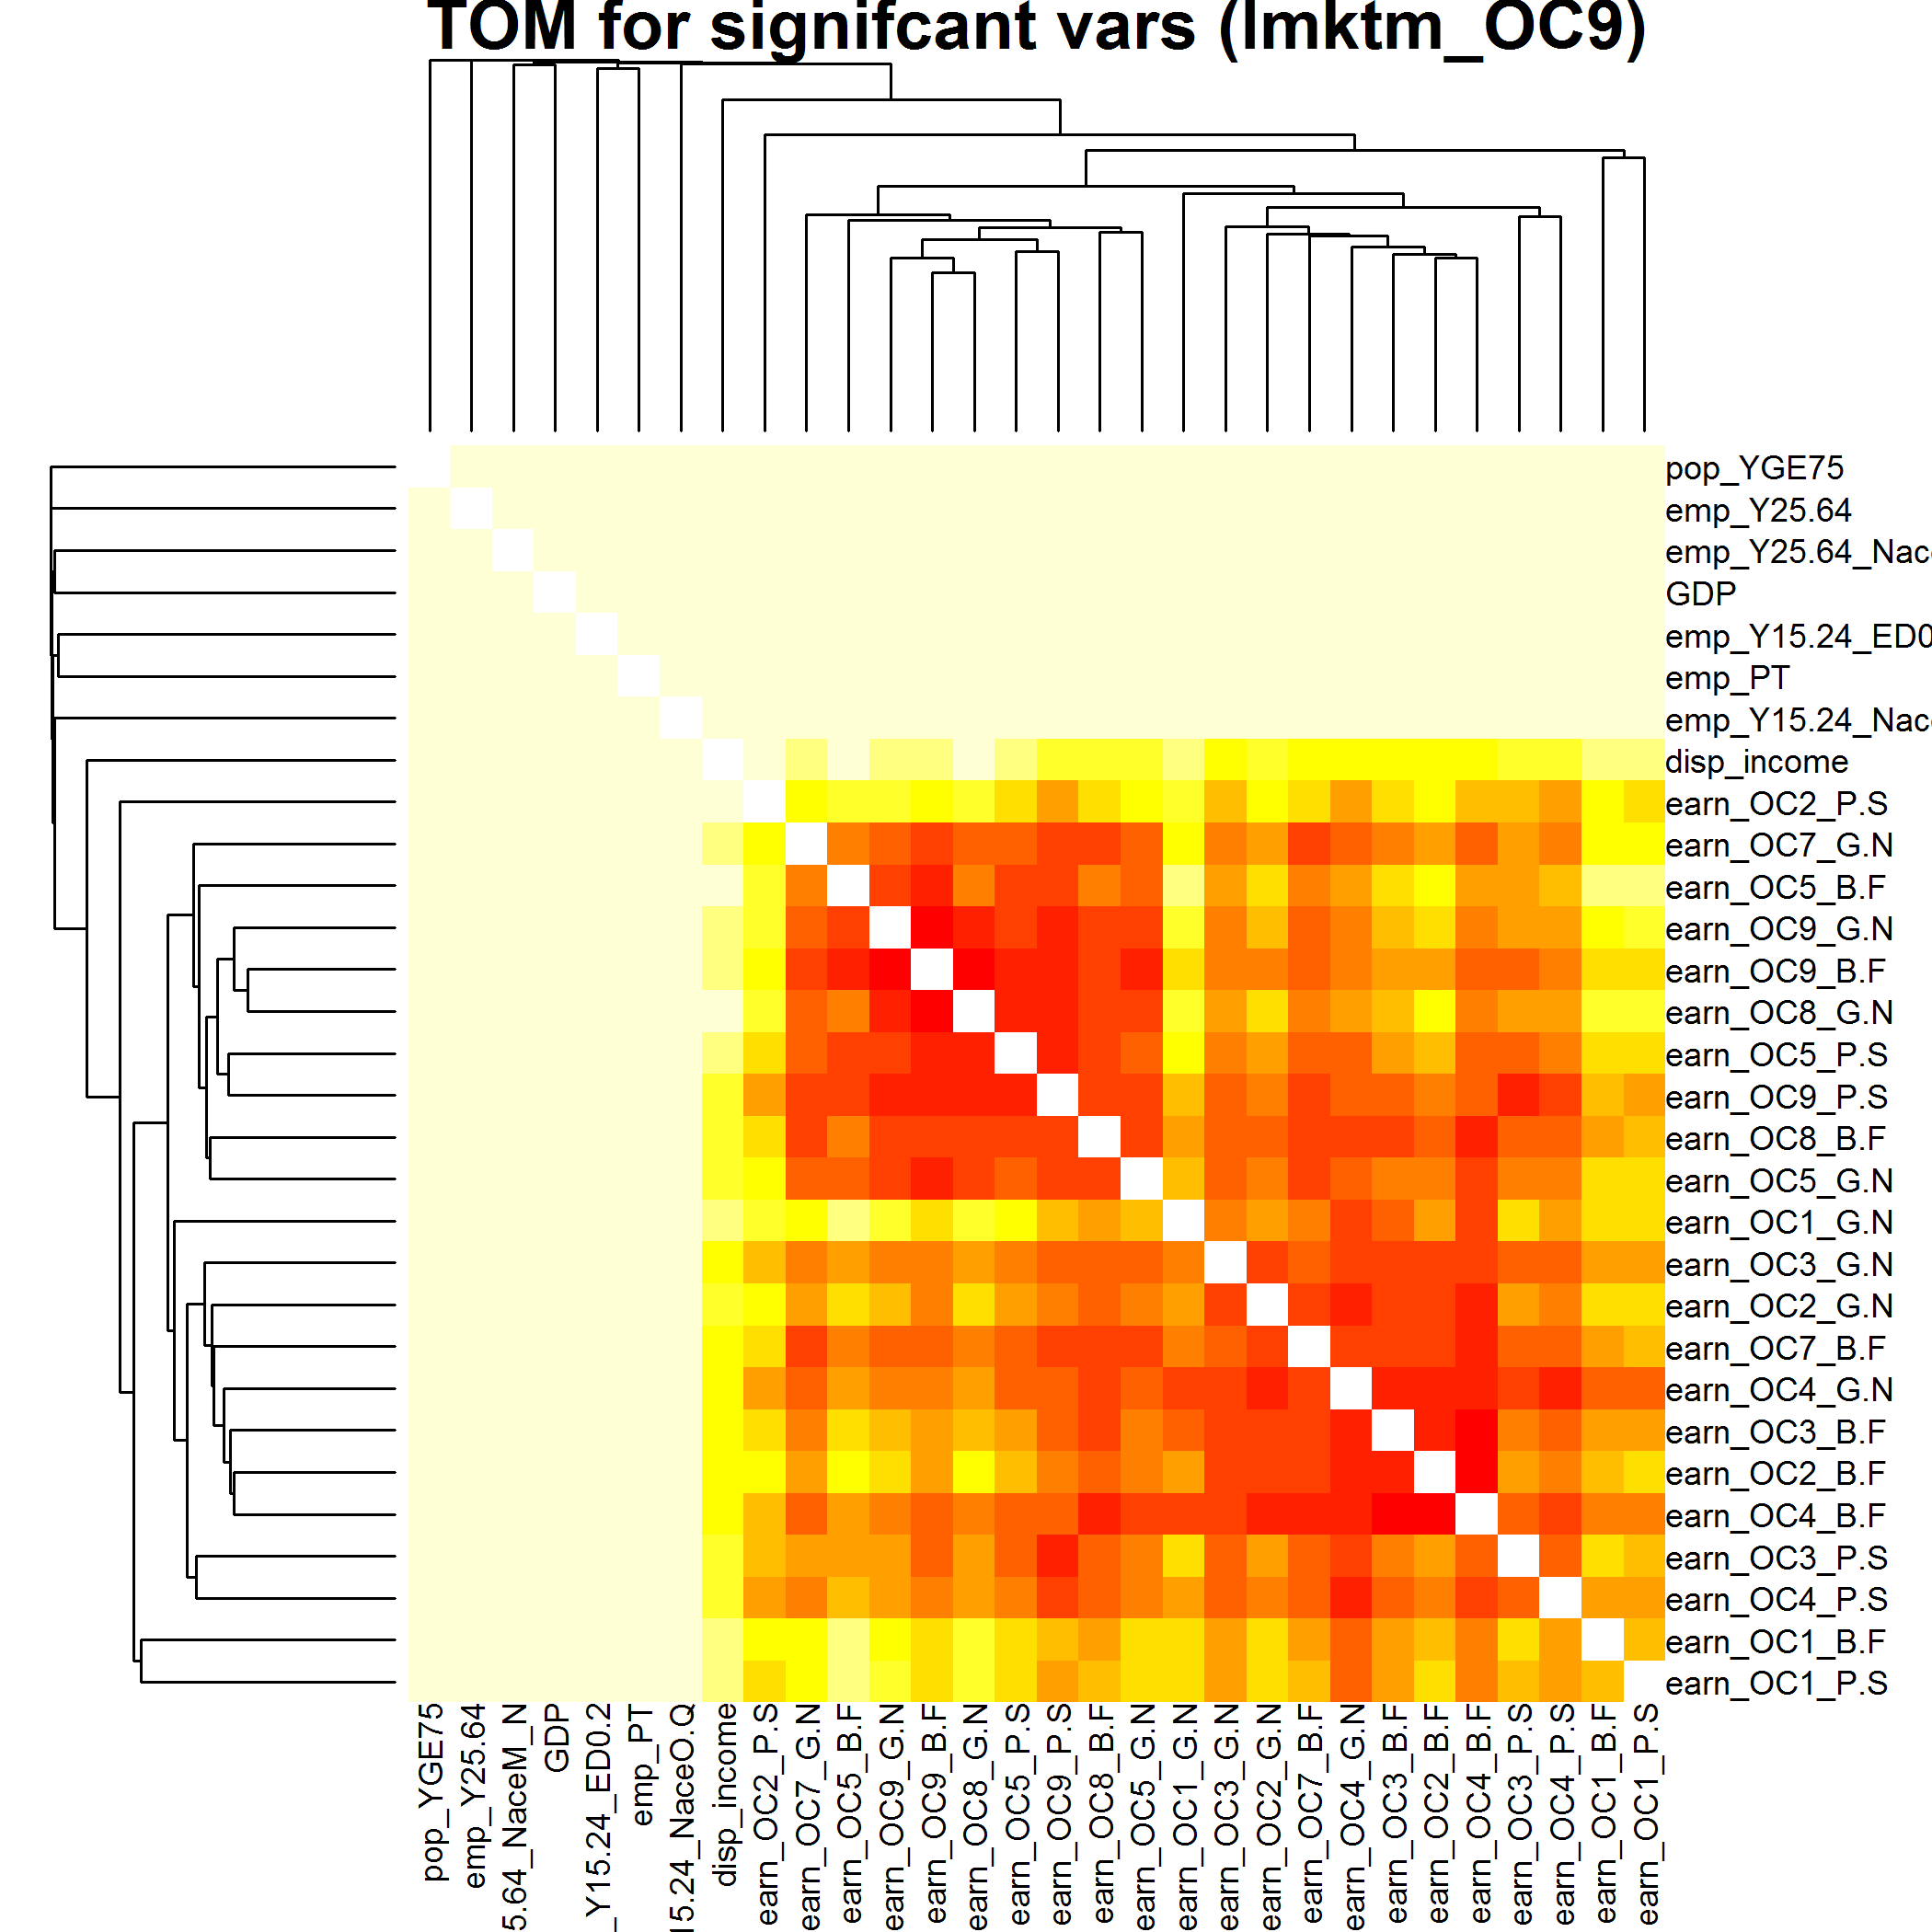 TOM for signifcant vars (lmktm_OC9)
pop_YGE75
emp_Y25.64
emp_Y25.64_Nac
GDP
emp_Y15.24_ED0
emp_PT
emp_Y15.24_Nac
disp_income
earn_OC2_P.S
earn_OC7_G.N
earn_OC5_B.F
earn_OC9_G.N
earn_OC9_B.F
earn_OC8_G.N
earn_OC5_P.S
earn_OC9_P.S
earn_OC8_B.F
earn_OC5_G.N
earn_OC1_G.N
earn_OC3_G.N
earn_OC2_G.N
earn_OC7_B.F
earn_OC4_G.N
earn_OC3_B.F
earn_OC2_B.F
earn_OC4_B.F
earn_OC3_P.S
earn_OC4_P.S
earn_OC1_B.F
earn_OC1_P.S
pop_YGE75
emp_Y25.64
5.64_NaceM_N
GDP
_Y15.24_ED0.2
emp_PT
15.24_NaceO.Q
disp_income
earn_OC2_P.S
earn_OC7_G.N
earn_OC5_B.F
earn_OC9_G.N
earn_OC9_B.F
earn_OC8_G.N
earn_OC5_P.S
earn_OC9_P.S
earn_OC8_B.F
earn_OC5_G.N
earn_OC1_G.N
earn_OC3_G.N
earn_OC2_G.N
earn_OC7_B.F
earn_OC4_G.N
earn_OC3_B.F
earn_OC2_B.F
earn_OC4_B.F
earn_OC3_P.S
earn_OC4_P.S
earn_OC1_B.F
earn_OC1_P.S